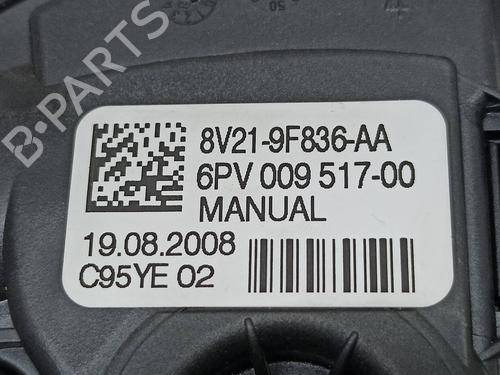 B-PARTS
8V21-9F836-AA
6PV 009 517-00
MANUAL
19.08.2008
C95YE 02